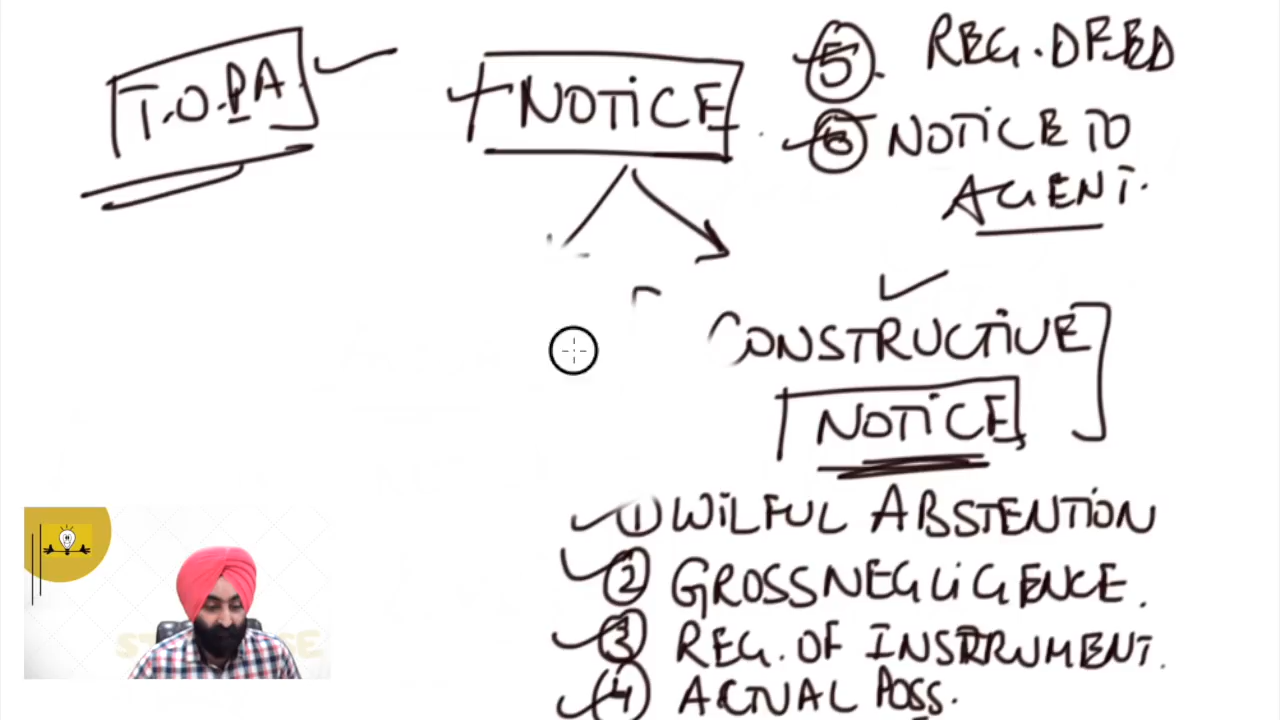 T.O.P.A
NOTICE
5. REG. DEED
6 NOTICE TO
AGENT.
CONSTRUCTIVE
NOTICE
1 WILFUL ABSTENTION
2 GROSS NEGLIGENCE.
3 REG. OF INSTRUMENT.
4 ACTUAL POSS.